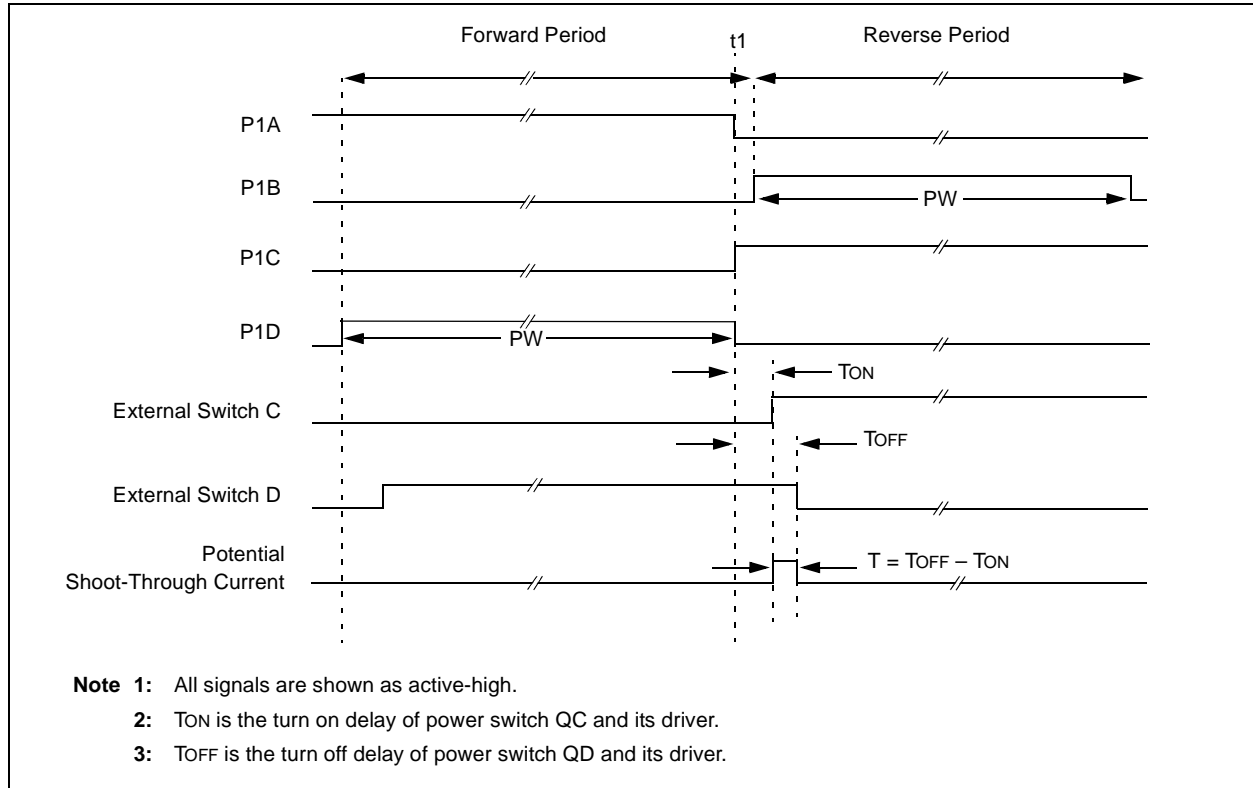 Forward Period
t1
Reverse Period
P1A
P1B
PW
P1C
P1D
PW
TON
External Switch C
TOFF
External Switch D
Potential
Shoot-Through Current
T = TOFF – TON
Note 1: All signals are shown as active-high.
2: TON is the turn on delay of power switch QC and its driver.
3: TOFF is the turn off delay of power switch QD and its driver.